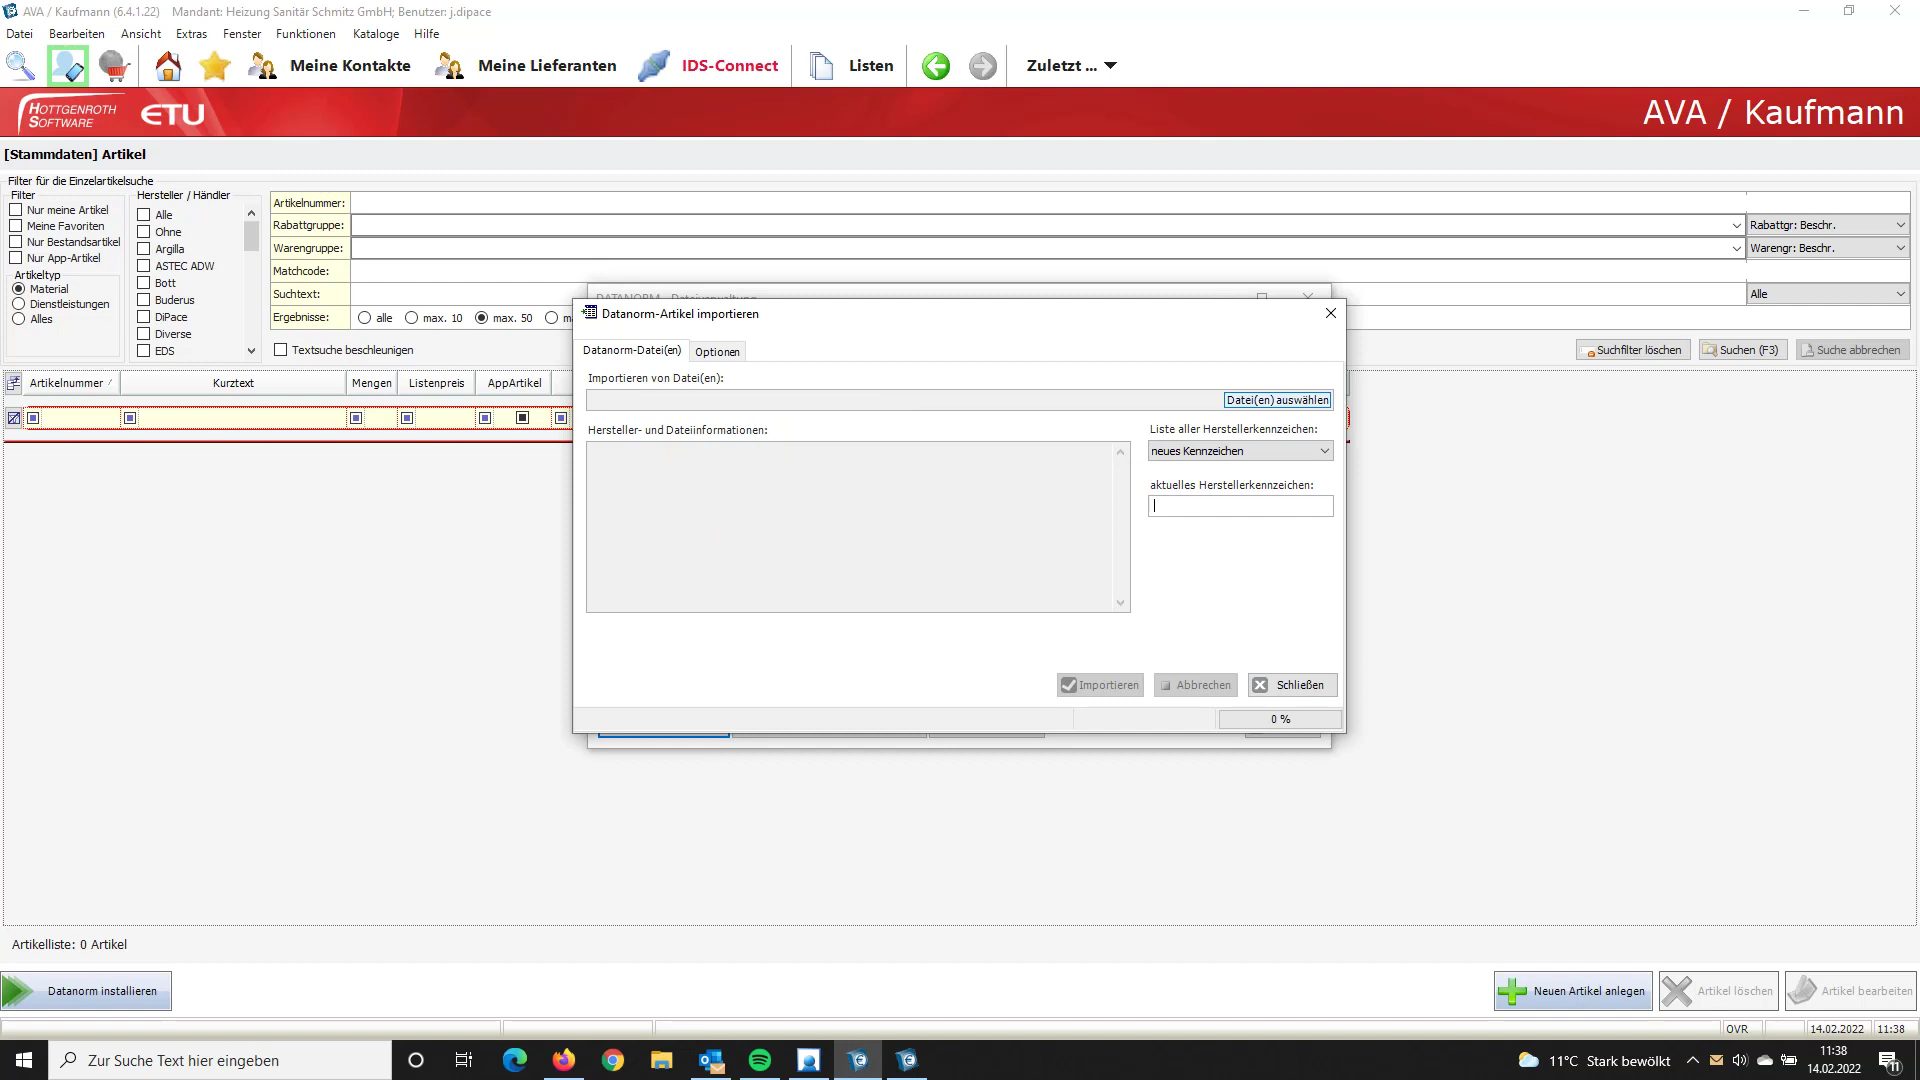 AVA / Kaufmann (6.4.1.22) Mandant: Heizung Sanitär Schmitz GmbH; Benutzer: j.dipace
Datei Bearbeiten Ansicht Extras Fenster Funktionen Kataloge Hilfe
Meine Kontakte Meine Lieferanten IDS-Connect Listen Zuletzt ...
HOTTGENROTH SOFTWARE ETU AVA / Kaufmann
[Stammdaten] Artikel
Filter für die Einzelartikelsuche
Filter
Nur meine Artikel
Meine Favoriten
Nur Bestandsartikel
Nur App-Artikel
Artikeltyp
Material
Dienstleistungen
Alles
Hersteller / Händler
Alle
Ohne
Argilla
ASTEC ADW
Bott
Buderus
DiPace
Diverse
EDS
Artikelnummer:
Rabattgruppe: Rabattgr: Beschr.
Warengruppe: Warengr: Beschr.
Matchcode:
Suchtext: Alle
Ergebnisse: alle max. 10 max. 50
Textsuche beschleunigen
Suchfilter löschen Suchen (F3) Suche abbrechen
Artikelnummer Kurztext Mengen Listenpreis AppArtikel
Datanorm-Artikel importieren
Datanorm-Datei(en) Optionen
Importieren von Datei(en):
Datei(en) auswählen
Hersteller- und Dateiinformationen:
Liste aller Herstellerkennzeichen:
neues Kennzeichen
aktuelles Herstellerkennzeichen:
Importieren Abbrechen Schließen
0 %
Artikelliste: 0 Artikel
Datanorm installieren
Neuen Artikel anlegen Artikel löschen Artikel bearbeiten
OVR 14.02.2022 11:38
Zur Suche Text hier eingeben
11°C Stark bewölkt
11:38
14.02.2022
11